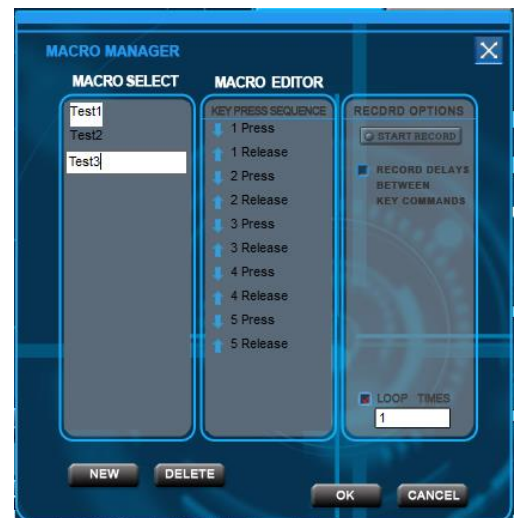 MACRO MANAGER
MACRO SELECT
MACRO EDITOR
Test1
Test2
Test3
KEY PRESS SEQUENCE
1 Press
1 Release
2 Press
2 Release
3 Press
3 Release
4 Press
4 Release
5 Press
5 Release
RECORD OPTIONS
START RECORD
RECORD DELAYS
BETWEEN
KEY COMMANDS
LOOP TIMES
1
NEW
DELETE
OK
CANCEL